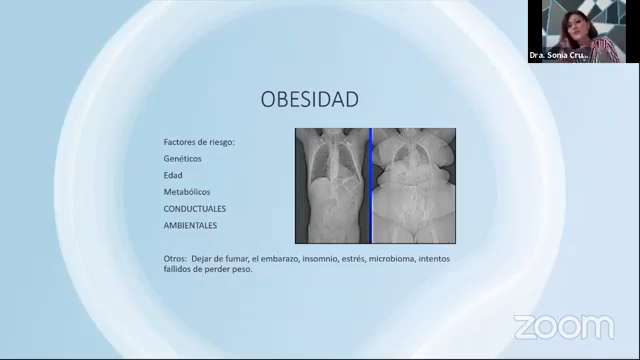 Dra. Sonia Cru...
OBESIDAD
Factores de riesgo:
Genéticos
Edad
Metabólicos
CONDUCTUALES
AMBIENTALES
Otros: Dejar de fumar, el embarazo, insomnio, estrés, microbioma, intentos
fallidos de perder peso.
zoom